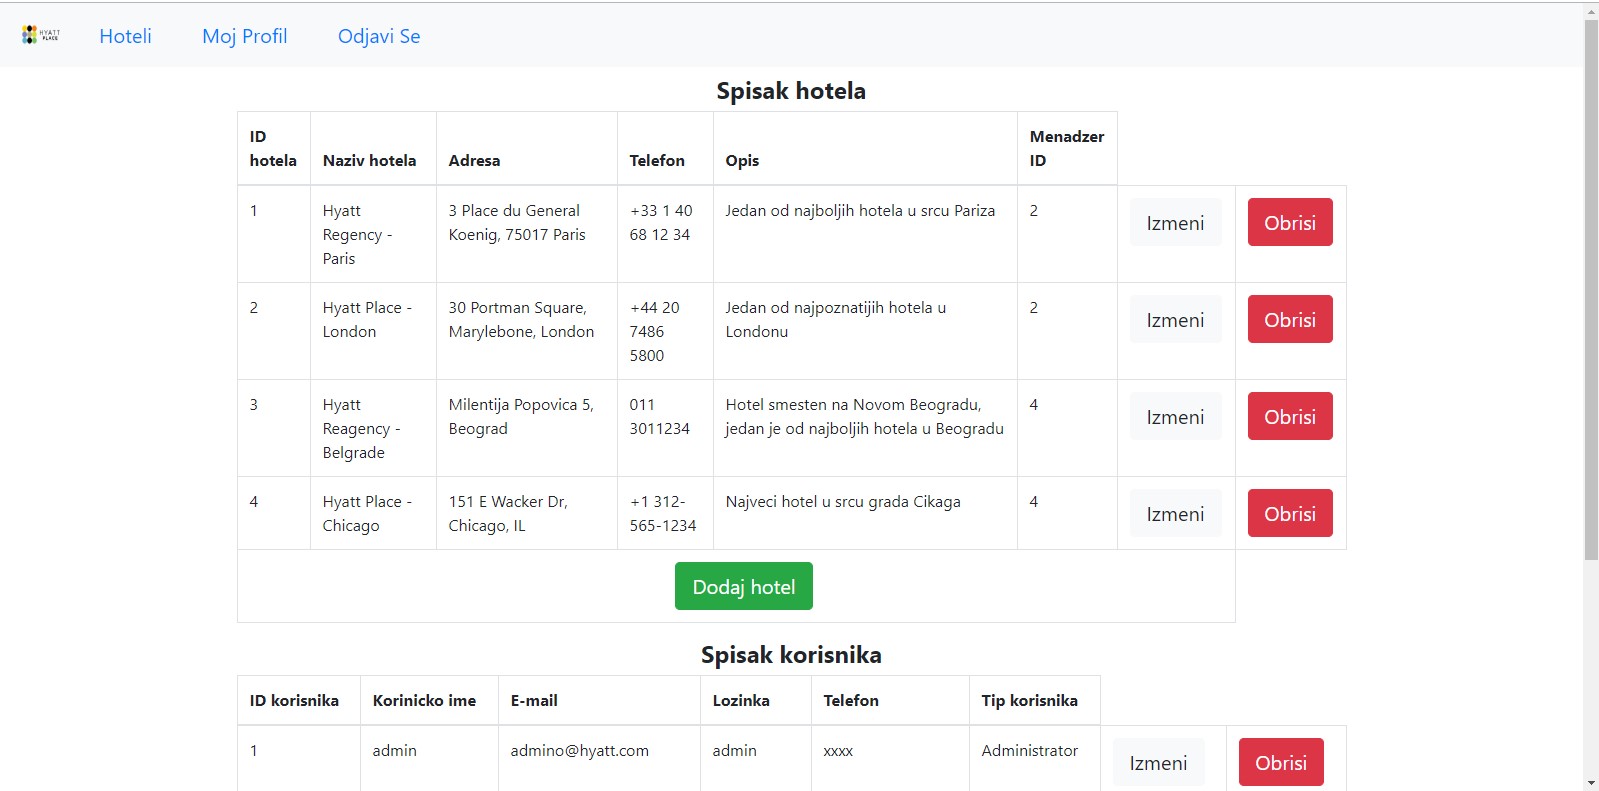 HYATT
PLACE
Hoteli Moj Profil Odjavi Se
Spisak hotela
ID hotela Naziv hotela Adresa Telefon Opis Menadzer ID
1 Hyatt Regency - Paris 3 Place du General Koenig, 75017 Paris +33 1 40 68 12 34 Jedan od najboljih hotela u srcu Pariza 2 Izmeni Obrisi
2 Hyatt Place - London 30 Portman Square, Marylebone, London +44 20 7486 5800 Jedan od najpoznatijih hotela u Londonu 2 Izmeni Obrisi
3 Hyatt Reagency - Belgrade Milentija Popovica 5, Beograd 011 3011234 Hotel smesten na Novom Beogradu, jedan je od najboljih hotela u Beogradu 4 Izmeni Obrisi
4 Hyatt Place - Chicago 151 E Wacker Dr, Chicago, IL +1 312-565-1234 Najveci hotel u srcu grada Cikaga 4 Izmeni Obrisi
Dodaj hotel
Spisak korisnika
ID korisnika Korinicko ime E-mail Lozinka Telefon Tip korisnika
1 admin admino@hyatt.com admin xxxx Administrator Izmeni Obrisi